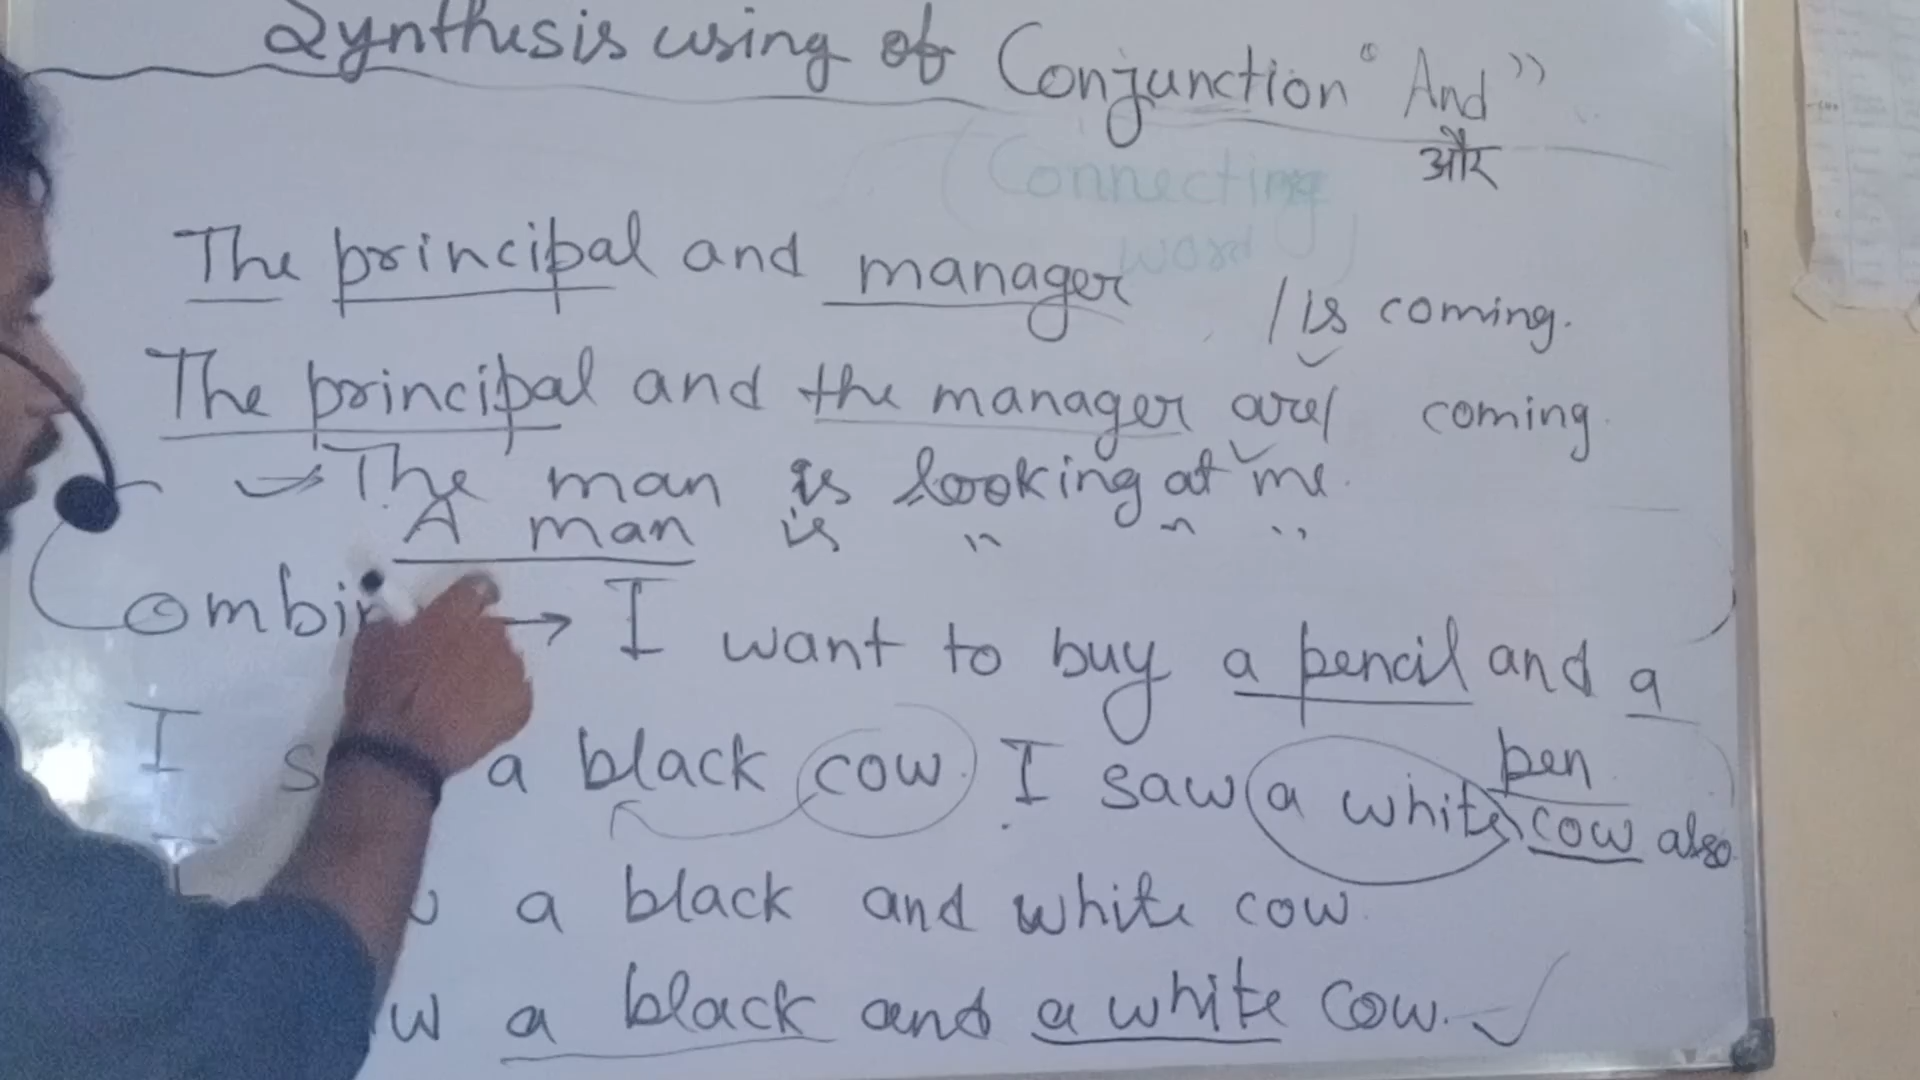 Synthesis using of Conjunction "And"
और
(Connecting word)
The principal and manager / is coming.
The principal and the manager are / coming.
→ The man is looking at me.
A man is " " "
→ I want to buy a pencil and a pen
I a black cow. I saw a white cow also.
a black and white cow.
a black and a white cow.